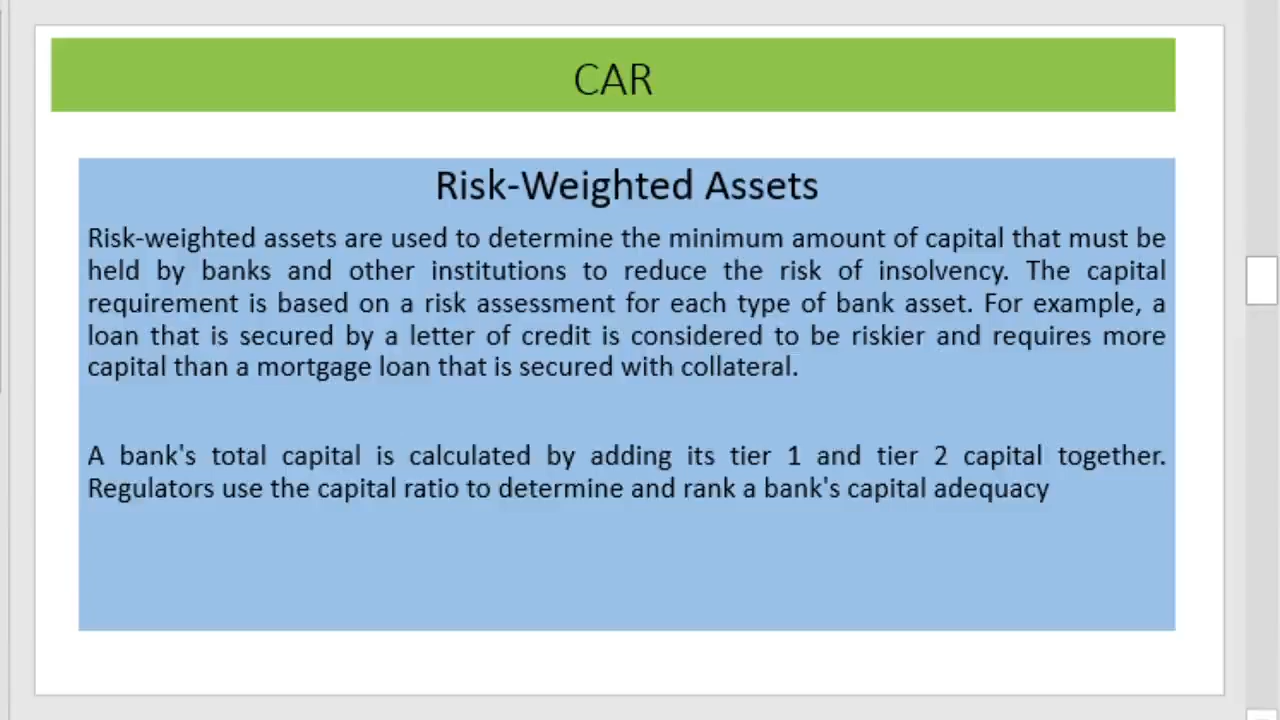 CAR
Risk-Weighted Assets
Risk-weighted assets are used to determine the minimum amount of capital that must be
held by banks and other institutions to reduce the risk of insolvency. The capital
requirement is based on a risk assessment for each type of bank asset. For example, a
loan that is secured by a letter of credit is considered to be riskier and requires more
capital than a mortgage loan that is secured with collateral.
A bank's total capital is calculated by adding its tier 1 and tier 2 capital together.
Regulators use the capital ratio to determine and rank a bank's capital adequacy